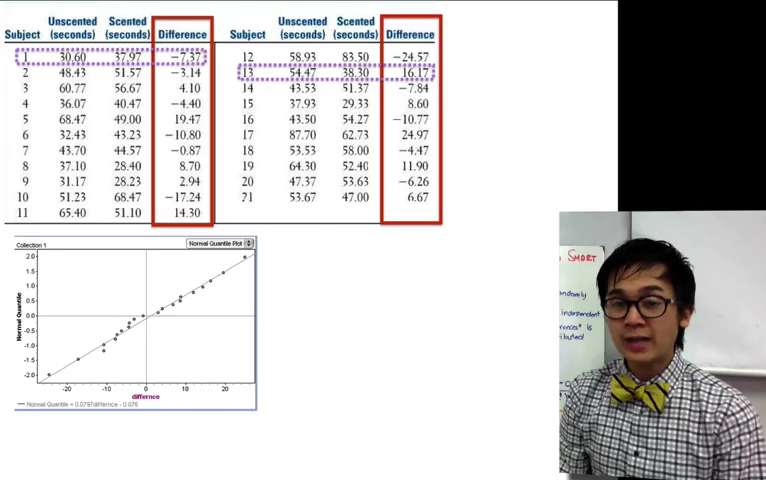 Subject Unscented (seconds) Scented (seconds) Difference
1 30.60 37.97 −7.37
2 48.43 51.57 −3.14
3 60.77 56.67 4.10
4 36.07 40.47 −4.40
5 68.47 49.00 19.47
6 32.43 43.23 −10.80
7 43.70 44.57 −0.87
8 37.10 28.40 8.70
9 31.17 28.23 2.94
10 51.23 68.47 −17.24
11 65.40 51.10 14.30
Subject Unscented (seconds) Scented (seconds) Difference
12 58.93 83.50 −24.57
13 54.47 38.30 16.17
14 43.53 51.37 −7.84
15 37.93 29.33 8.60
16 43.50 54.27 −10.77
17 87.70 62.73 24.97
18 53.53 58.00 −4.47
19 64.30 52.40 11.90
20 47.37 53.63 −6.26
21 53.67 47.00 6.67
Collection 1
Normal Quantile Plot
2.0
1.5
1.0
0.5
0.0
-0.5
-1.0
-1.5
-2.0
Normal Quantile
-20 -10 0 10 20
differnce
Normal Quantile = 0.0797differnce - 0.076
SMART
independent